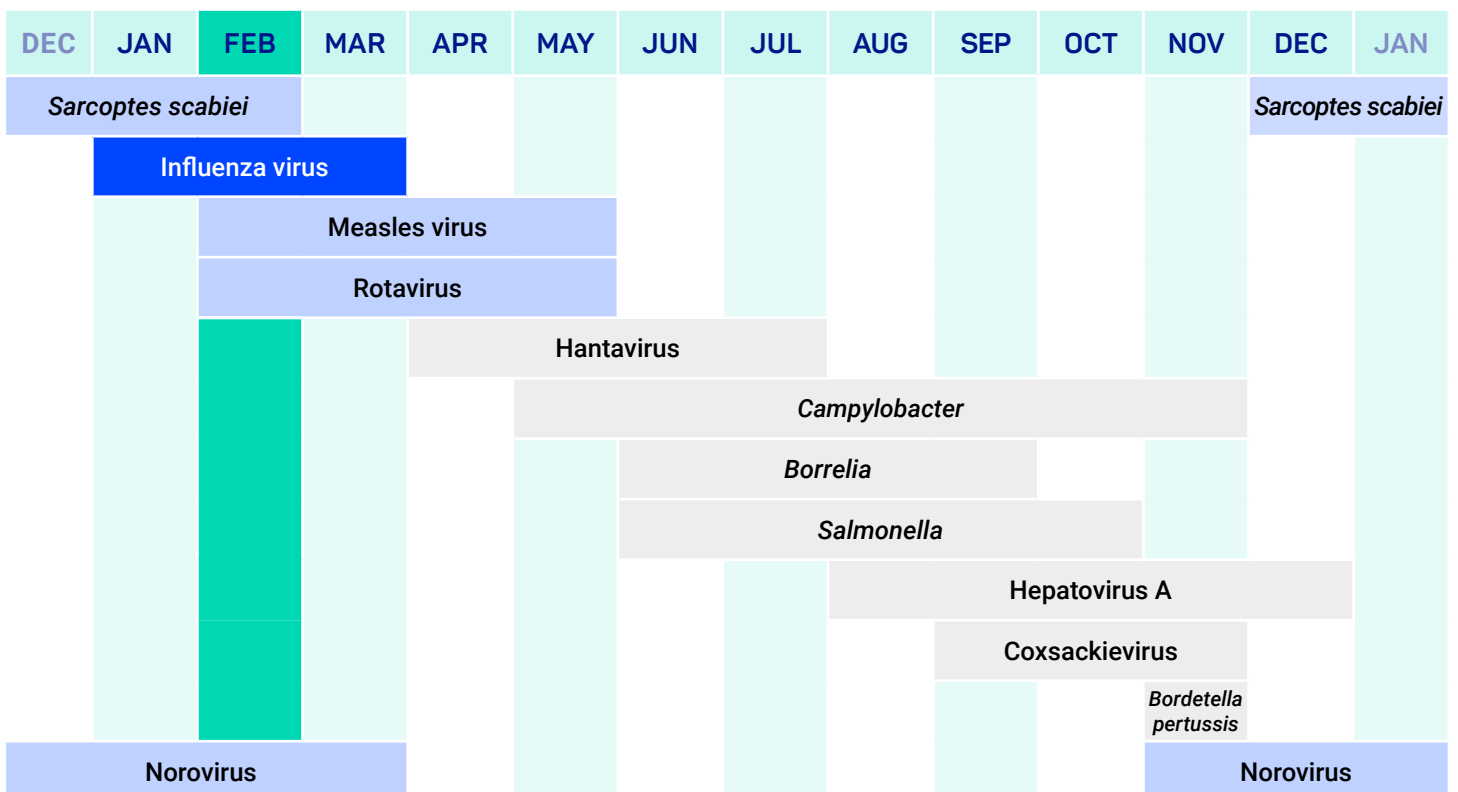 DEC JAN FEB MAR APR MAY JUN JUL AUG SEP OCT NOV DEC JAN
Sarcoptes scabiei Sarcoptes scabiei
Influenza virus
Measles virus
Rotavirus
Hantavirus
Campylobacter
Borrelia
Salmonella
Hepatovirus A
Coxsackievirus
Bordetella
pertussis
Norovirus Norovirus